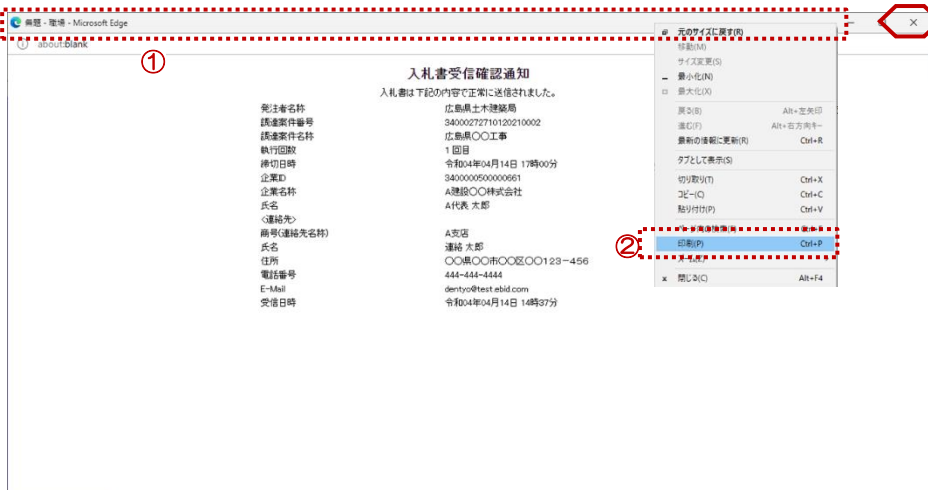 無題 - 職場 - Microsoft Edge
about:blank
①
入札書受信確認通知
入札書は下記の内容で正常に送信されました。
発注者名称 広島県土木建築局
調達案件番号 34000272710120210002
調達案件名称 広島県〇〇工事
執行回数 1回目
締切日時 令和04年04月14日 17時00分
企業ID 3400000500000661
企業名称 A建設〇〇株式会社
氏名 A代表 太郎
<連絡先>
商号(連絡先名称) A支店
氏名 連絡 太郎
住所 〇〇県〇〇市〇〇区〇〇123-456
電話番号 444-444-4444
E-Mail dentyo@test.ebid.com
受信日時 令和04年04月14日 14時37分
元のサイズに戻す(R)
移動(M)
サイズ変更(S)
最小化(N)
最大化(X)
戻る(B) Alt+左矢印
進む(F) Alt+右方向キー
最新の情報に更新(R) Ctrl+R
タブとして表示(S)
切り取り(T) Ctrl+X
コピー(C) Ctrl+C
貼り付け(P) Ctrl+V
②
印刷(P) Ctrl+P
閉じる(C) Alt+F4